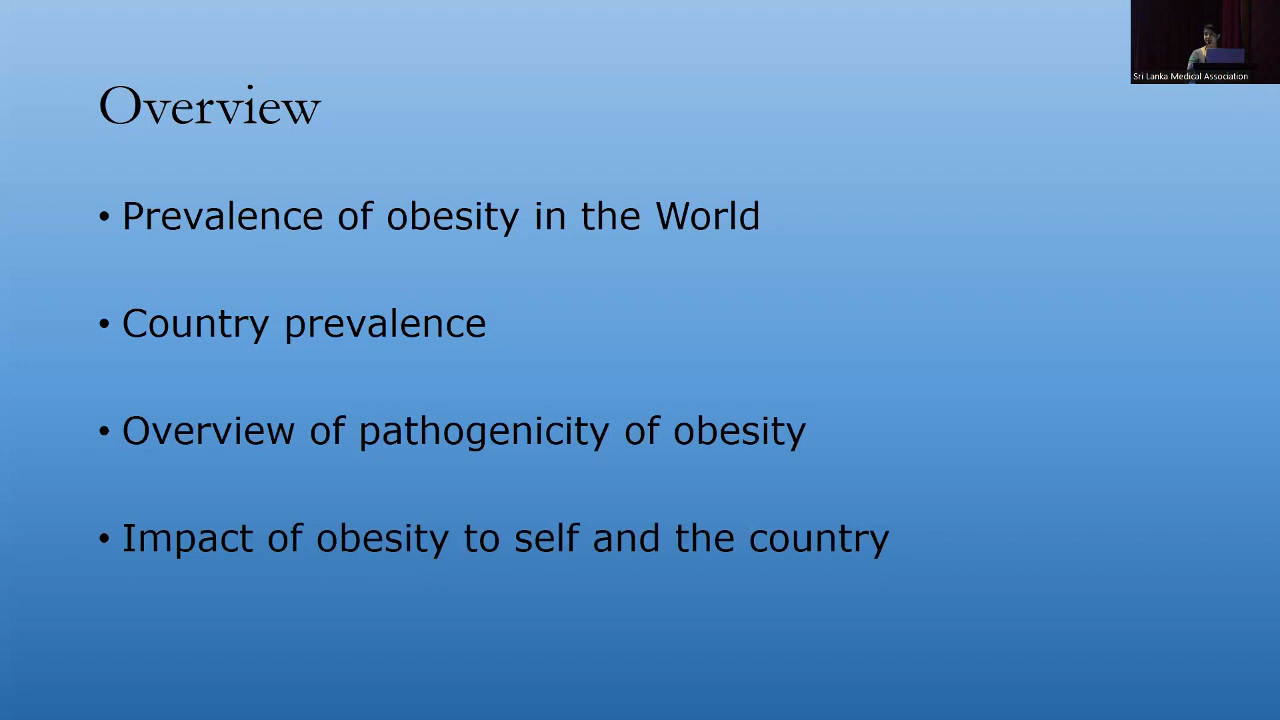 Sri Lanka Medical Association
Overview
• Prevalence of obesity in the World
• Country prevalence
• Overview of pathogenicity of obesity
• Impact of obesity to self and the country